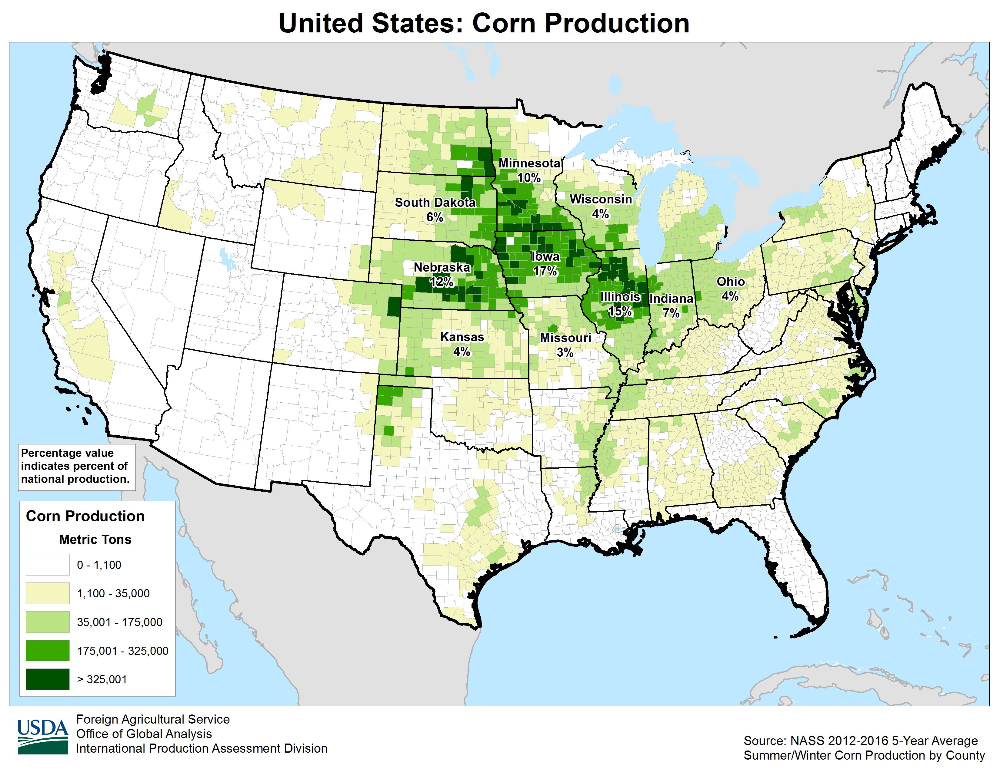 United States: Corn Production
Minnesota
10%
South Dakota
6%
Wisconsin
4%
Iowa
17%
Nebraska
12%
Ohio
4%
Illinois
15%
Indiana
7%
Kansas
4%
Missouri
3%
Percentage value
indicates percent of
national production.
Corn Production
Metric Tons
0 - 1,100
1,100 - 35,000
35,001 - 175,000
175,001 - 325,000
> 325,001
USDA
Foreign Agricultural Service
Office of Global Analysis
International Production Assessment Division
Source: NASS 2012-2016 5-Year Average
Summer/Winter Corn Production by County